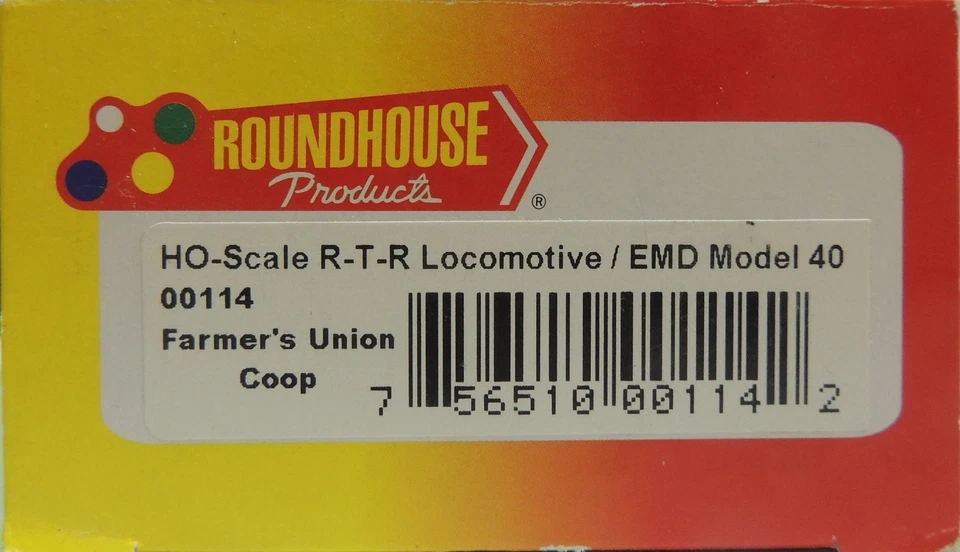 ROUNDHOUSE
Products ®
HO-Scale R-T-R Locomotive / EMD Model 40
00114
Farmer's Union
Coop
7 56510 00114 2